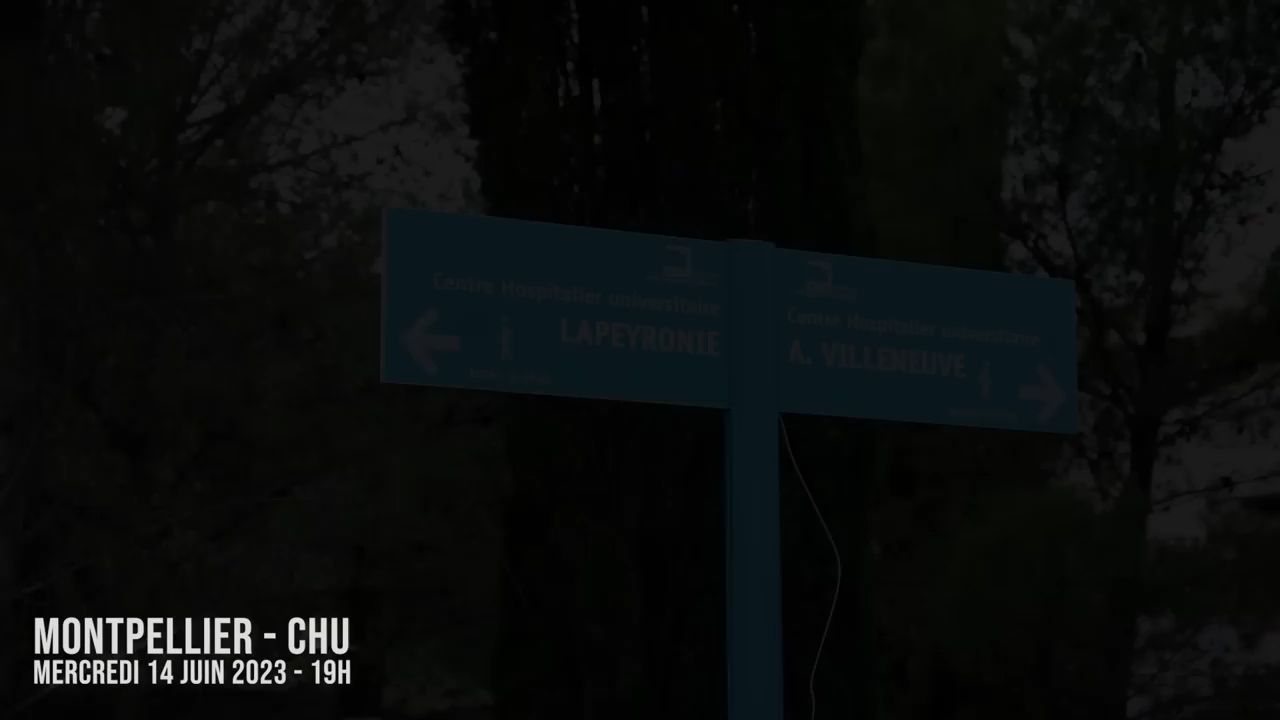 Centre Hospitalier universitaire
LAPEYRONIE
Centre Hospitalier universitaire
A. VILLENEUVE
MONTPELLIER - CHU
MERCREDI 14 JUIN 2023 - 19H